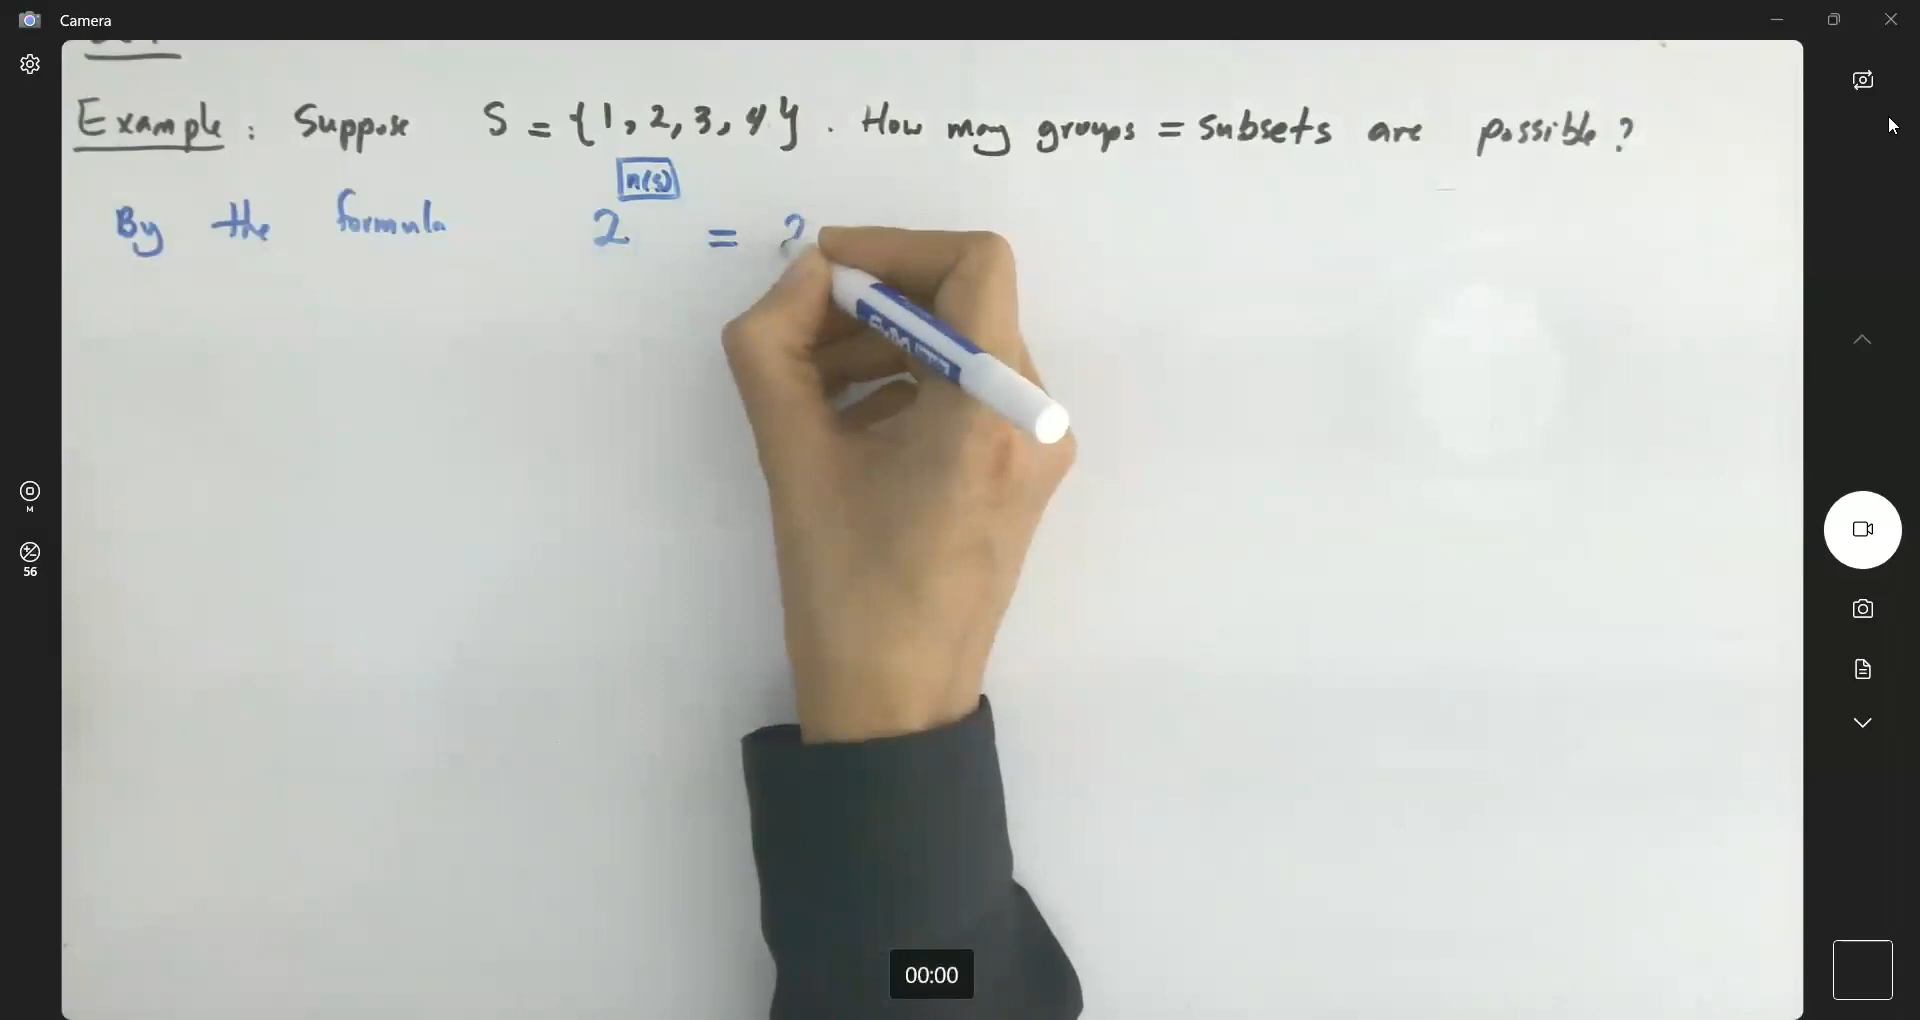 Camera
Example: Suppose S = {1, 2, 3, 4}. How many groups = subsets are possible?
By the formula 2^n(s) = 2
M
56
00:00